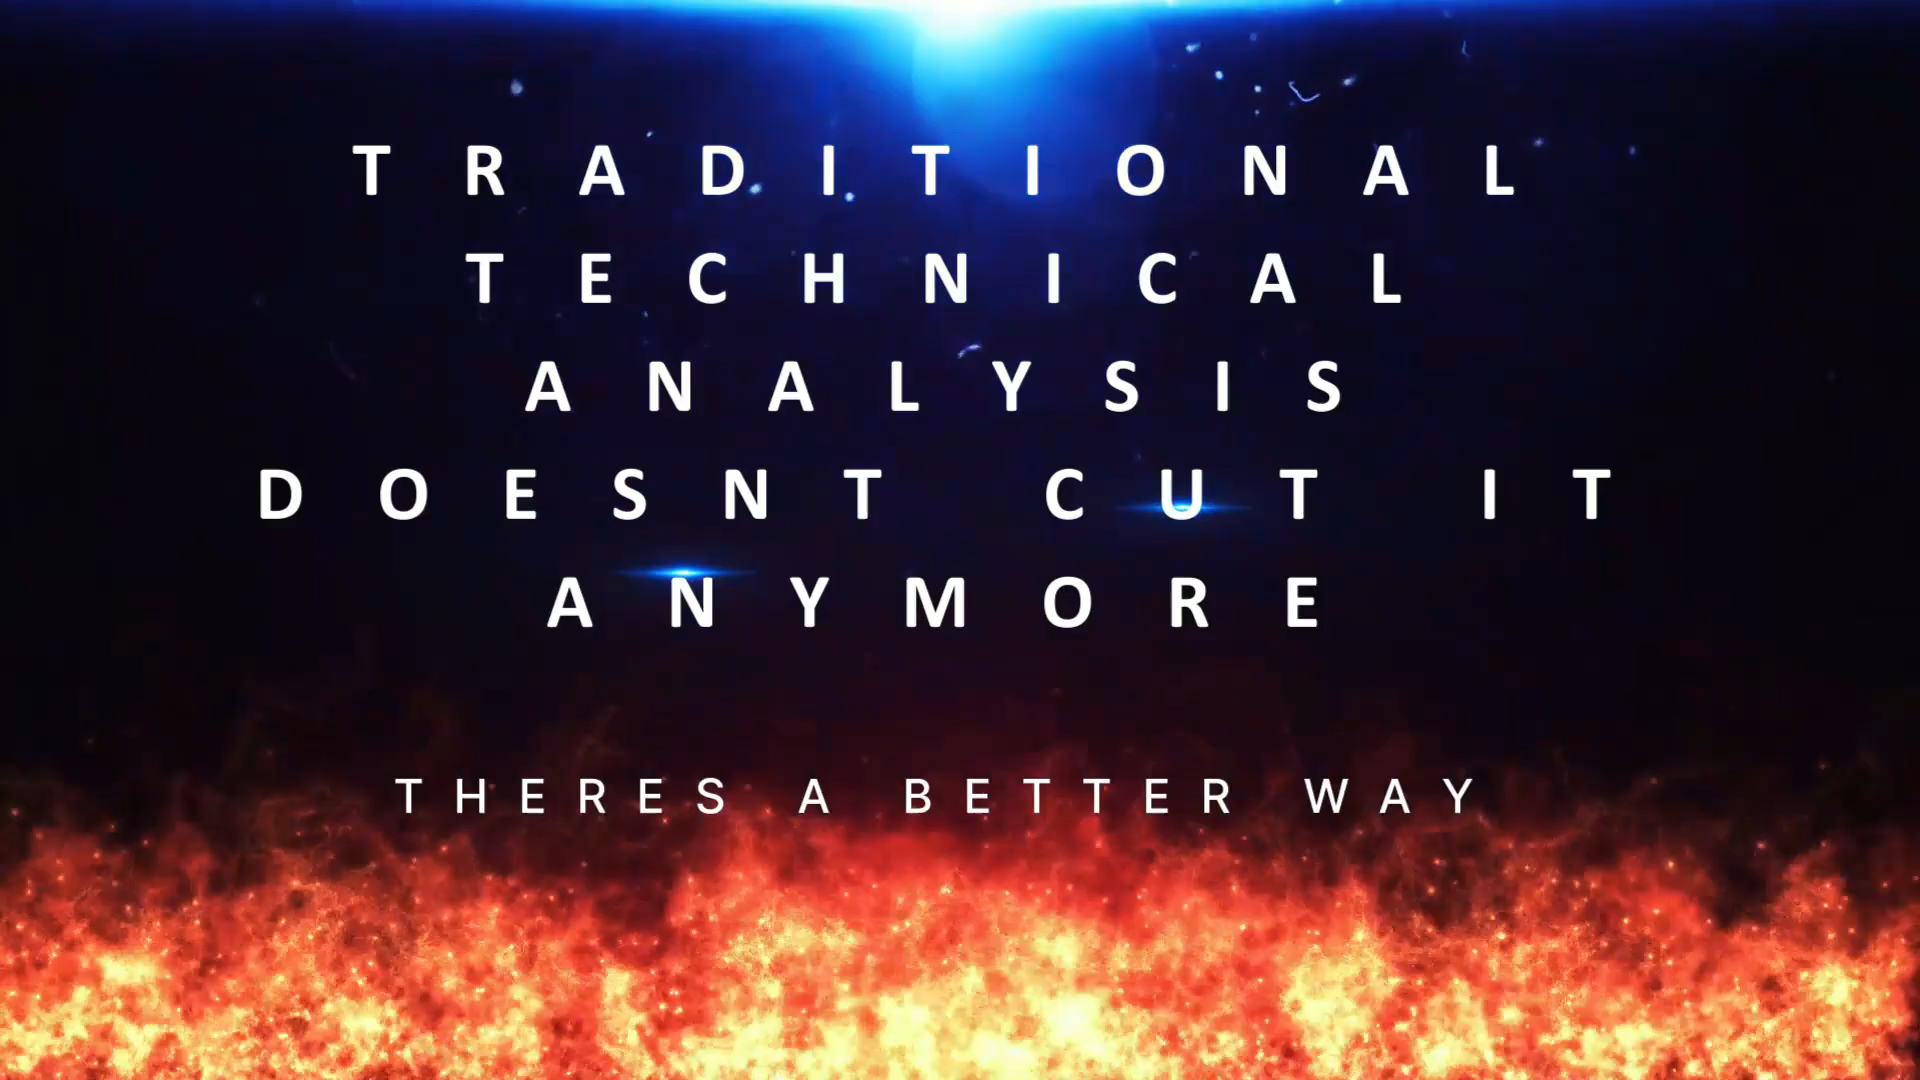 TRADITIONAL
TECHNICAL
ANALYSIS
DOESNT CUT IT
ANYMORE
THERES A BETTER WAY